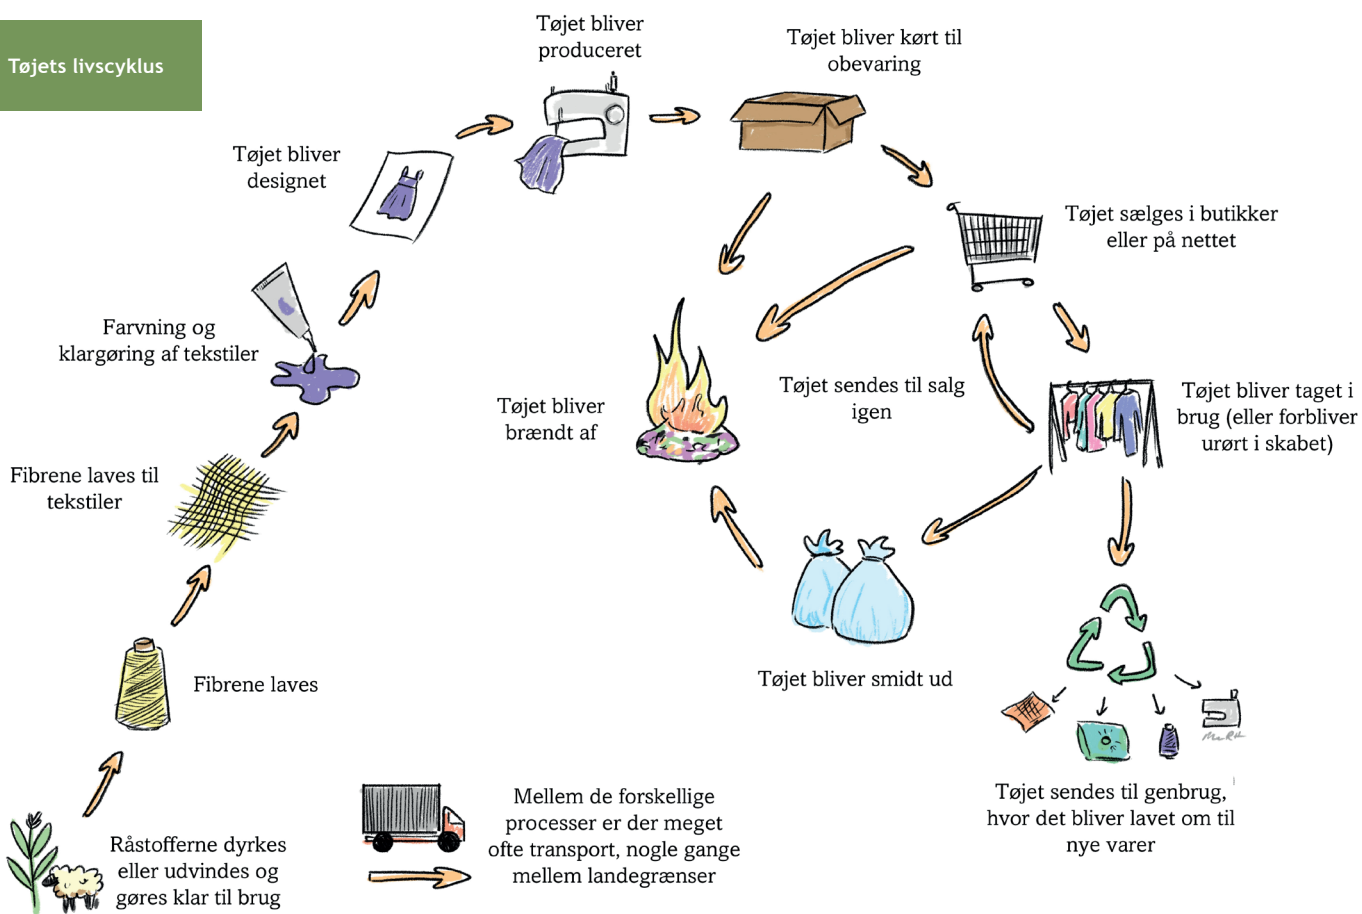 Tøjets livscyklus
Tøjet bliver
produceret
Tøjet bliver kørt til
obevaring
Tøjet bliver
designet
Tøjet sælges i butikker
eller på nettet
Farvning og
klargøring af tekstiler
Tøjet sendes til salg
igen
Tøjet bliver taget i
brug (eller forbliver
urørt i skabet)
Tøjet bliver
brændt af
Fibrene laves til
tekstiler
Fibrene laves
Tøjet bliver smidt ud
Tøjet sendes til genbrug,
hvor det bliver lavet om til
nye varer
Mellem de forskellige
processer er der meget
ofte transport, nogle gange
mellem landegrænser
Råstofferne dyrkes
eller udvindes og
gøres klar til brug